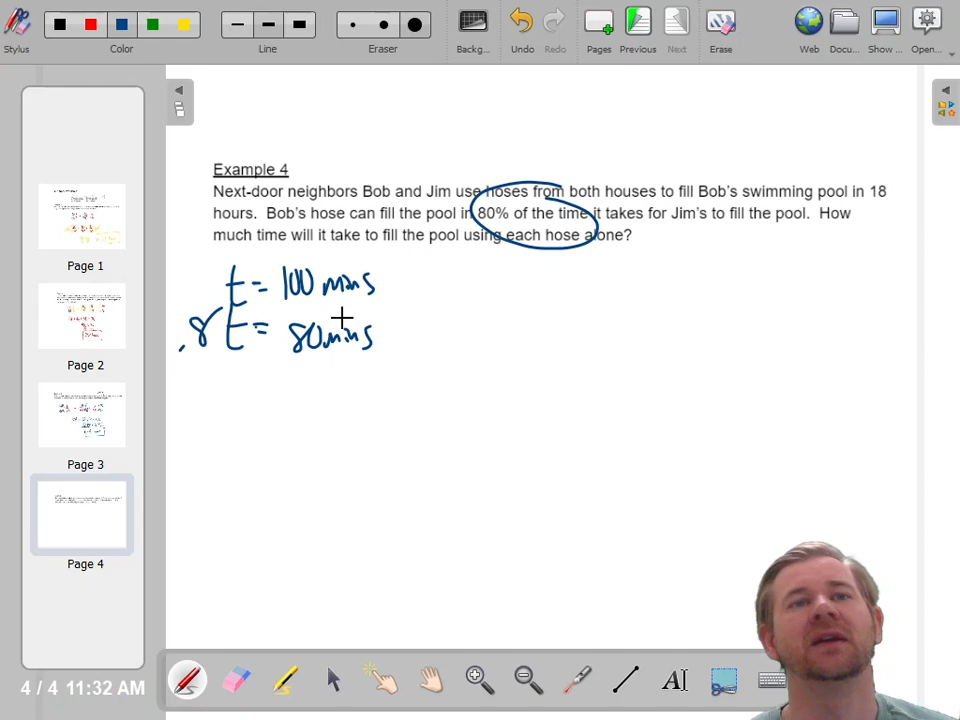 Stylus
Color
Line
Eraser
Backg...
Undo
Redo
Pages
Previous
Next
Erase
Web
Docu...
Show ...
Open...
Example 4
Next-door neighbors Bob and Jim use hoses from both houses to fill Bob's swimming pool in 18
hours. Bob's hose can fill the pool in 80% of the time it takes for Jim's to fill the pool. How
much time will it take to fill the pool using each hose alone?
t = 100 mins
.8t = 80 mins
Page 1
Page 2
Page 3
Page 4
4 / 4 11:32 AM
A